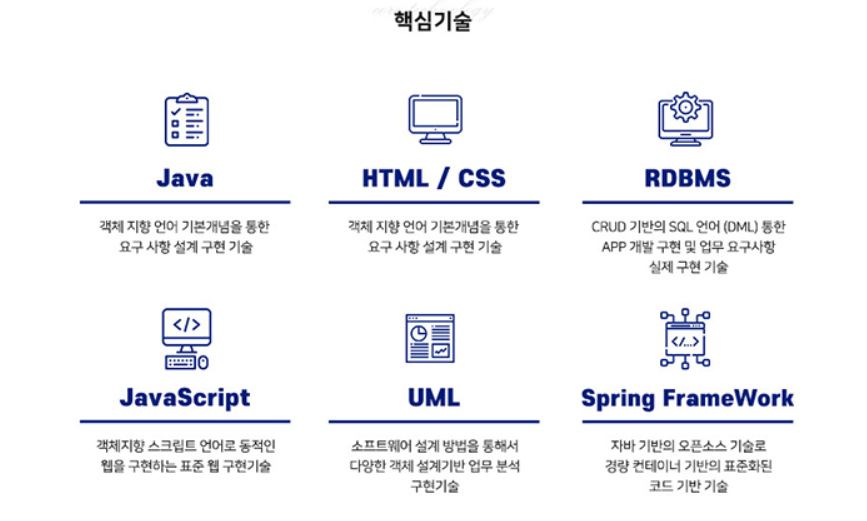 핵심기술
Java
객체 지향 언어 기본개념을 통한
요구 사항 설계 구현 기술
HTML / CSS
객체 지향 언어 기본개념을 통한
요구 사항 설계 구현 기술
RDBMS
CRUD 기반의 SQL 언어 (DML) 통한
APP 개발 구현 및 업무 요구사항
실제 구현 기술
</>
JavaScript
객체지향 스크립트 언어로 동적인
웹을 구현하는 표준 웹 구현기술
UML
소프트웨어 설계 방법을 통해서
다양한 객체 설계기반 업무 분석
구현기술
</...>
Spring FrameWork
자바 기반의 오픈소스 기술로
경량 컨테이너 기반의 표준화된
코드 기반 기술